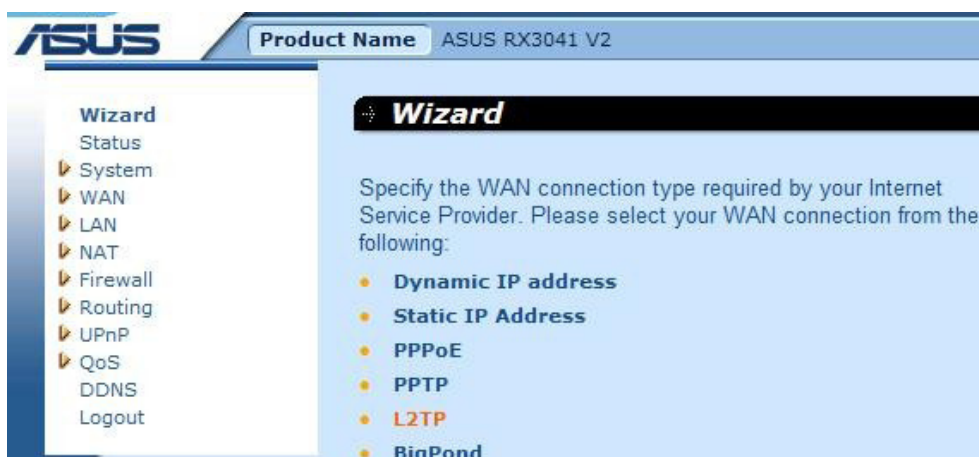 ASUS
Product Name ASUS RX3041 V2
Wizard
Status
System
WAN
LAN
NAT
Firewall
Routing
UPnP
QoS
DDNS
Logout
Wizard
Specify the WAN connection type required by your Internet
Service Provider. Please select your WAN connection from the
following:
Dynamic IP address
Static IP Address
PPPoE
PPTP
L2TP
BigPond